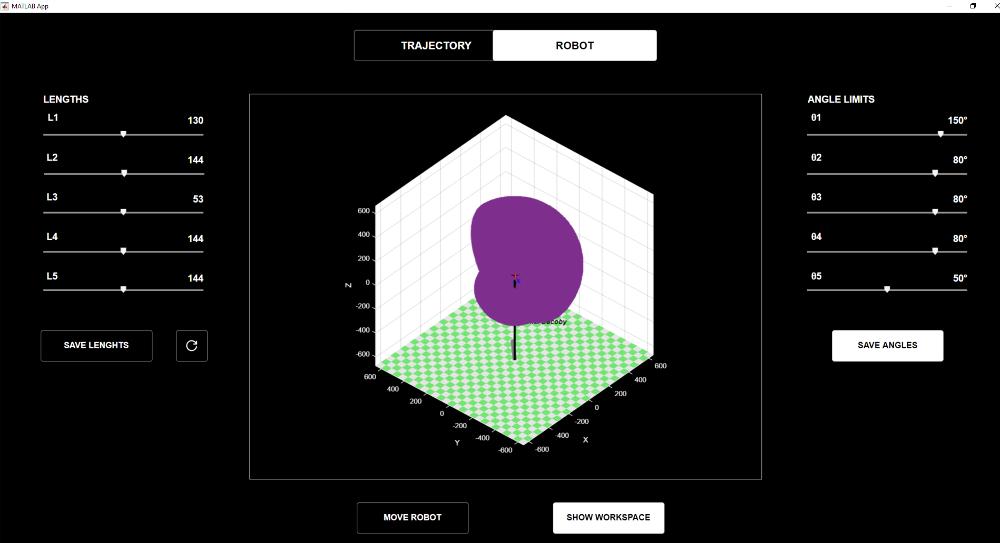 MATLAB App
TRAJECTORY
ROBOT
LENGTHS
L1 130
L2 144
L3 53
L4 144
L5 144
SAVE LENGHTS
600
400
200
0
-200
-400
-600
Z
600
400
200
0
-200
-400
-600
Y
600
400
200
0
-200
-400
-600
X
X
Dacoby
ANGLE LIMITS
θ1 150°
θ2 80°
θ3 80°
θ4 80°
θ5 50°
SAVE ANGLES
MOVE ROBOT
SHOW WORKSPACE